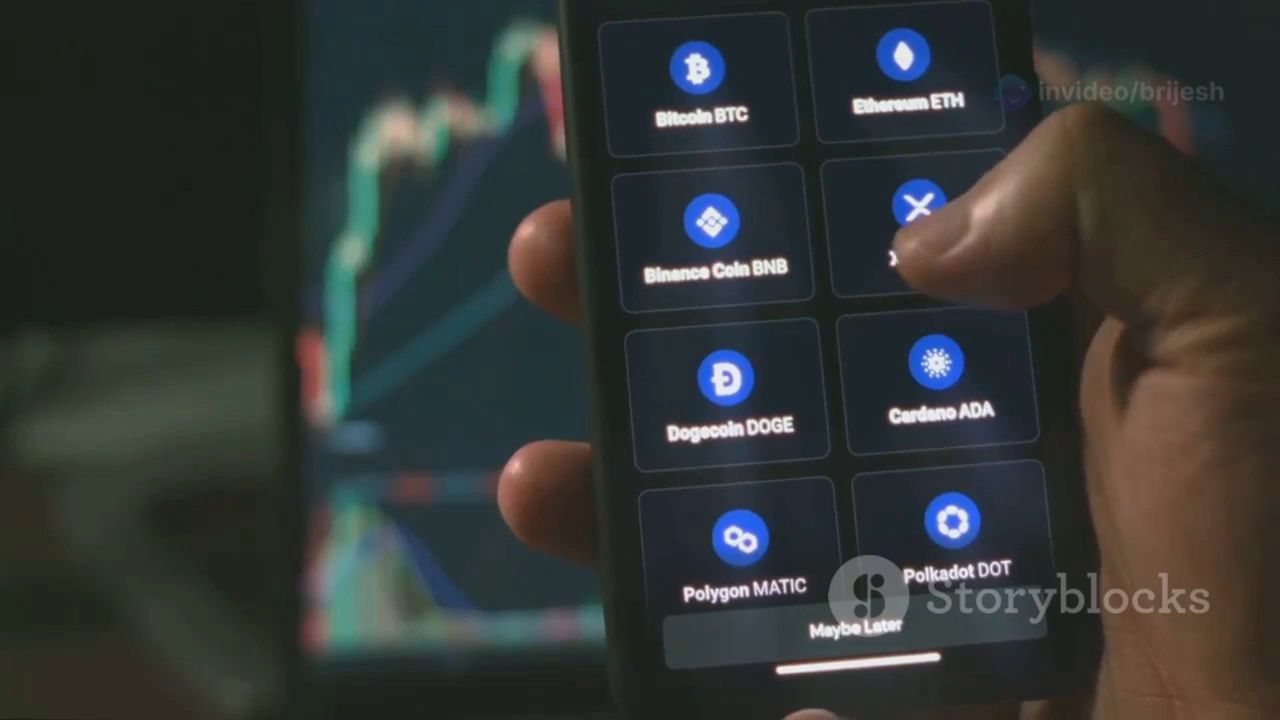 Bitcoin BTC
Ethereum ETH
invideo/brijesh
Binance Coin BNB
Dogecoin DOGE
Cardano ADA
Polygon MATIC
Polkadot DOT
Storyblocks
Maybe Later